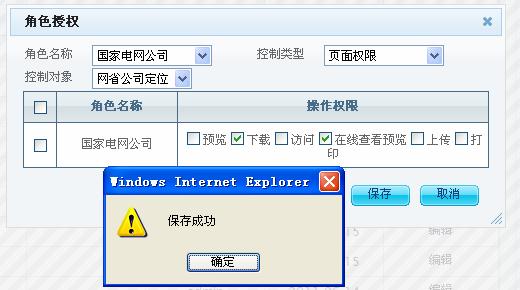 角色授权
角色名称 国家电网公司 控制类型 页面权限
控制对象 网省公司定位
角色名称 操作权限
国家电网公司 预览 下载 访问 在线查看预览 上传 打
印
Windows Internet Explorer
保存成功
确定
保存 取消
编辑
15 编辑
编辑